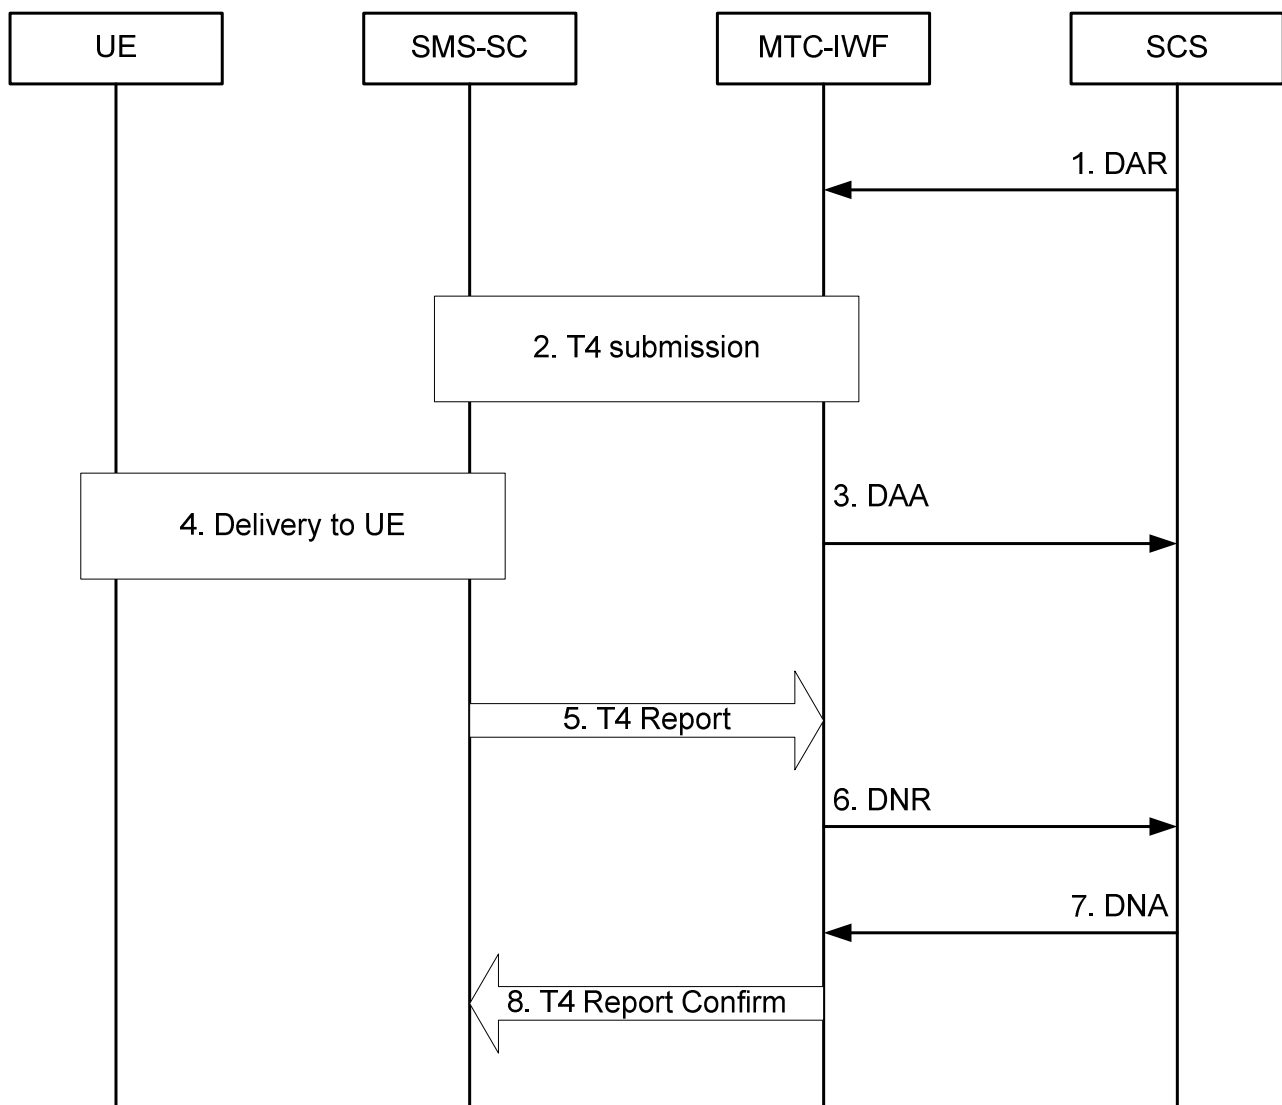 UE
SMS-SC
MTC-IWF
SCS
1. DAR
2. T4 submission
3. DAA
4. Delivery to UE
5. T4 Report
6. DNR
7. DNA
8. T4 Report Confirm